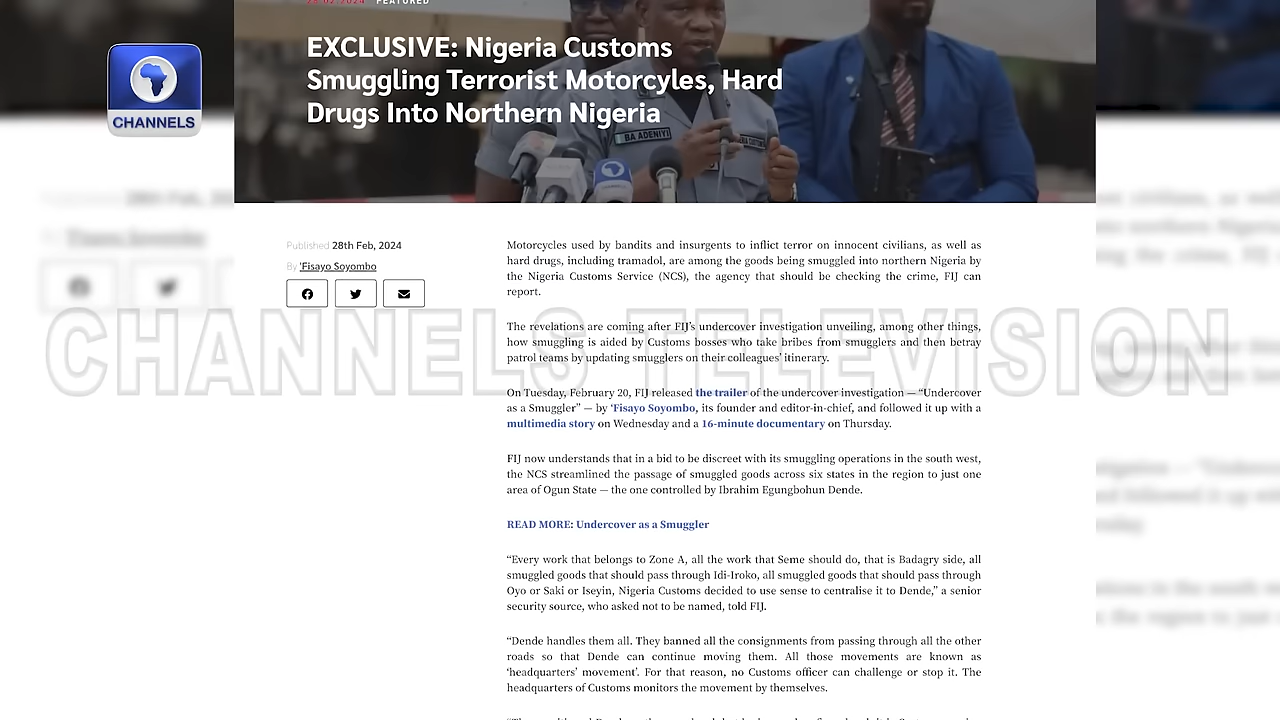 29.02.2024 FEATURED
EXCLUSIVE: Nigeria Customs
Smuggling Terrorist Motorcyles, Hard
Drugs Into Northern Nigeria
BA ADENIYI
CHANNELS
Published 28th Feb, 2024
By 'Fisayo Soyombo
Motorcycles used by bandits and insurgents to inflict terror on innocent civilians, as well as
hard drugs, including tramadol, are among the goods being smuggled into northern Nigeria by
the Nigeria Customs Service (NCS), the agency that should be checking the crime, FIJ can
report.
The revelations are coming after FIJ's undercover investigation unveiling, among other things,
how smuggling is aided by Customs bosses who take bribes from smugglers and then betray
patrol teams by updating smugglers on their colleagues' itinerary.
CHANNELS TELEVISION
On Tuesday, February 20, FIJ released the trailer of the undercover investigation — “Undercover
as a Smuggler” — by 'Fisayo Soyombo, its founder and editor-in-chief, and followed it up with a
multimedia story on Wednesday and a 16-minute documentary on Thursday.
FIJ now understands that in a bid to be discreet with its smuggling operations in the south west,
the NCS streamlined the passage of smuggled goods across six states in the region to just one
area of Ogun State — the one controlled by Ibrahim Egungbohun Dende.
READ MORE: Undercover as a Smuggler
“Every work that belongs to Zone A, all the work that Seme should do, that is Badagry side, all
smuggled goods that should pass through Idi-Iroko, all smuggled goods that should pass through
Oyo or Saki or Iseyin, Nigeria Customs decided to use sense to centralise it to Dende,” a senior
security source, who asked not to be named, told FIJ.
“Dende handles them all. They banned all the consignments from passing through all the other
roads so that Dende can continue moving them. All those movements are known as
‘headquarters’ movement’. For that reason, no Customs officer can challenge or stop it. The
headquarters of Customs monitors the movement by themselves.